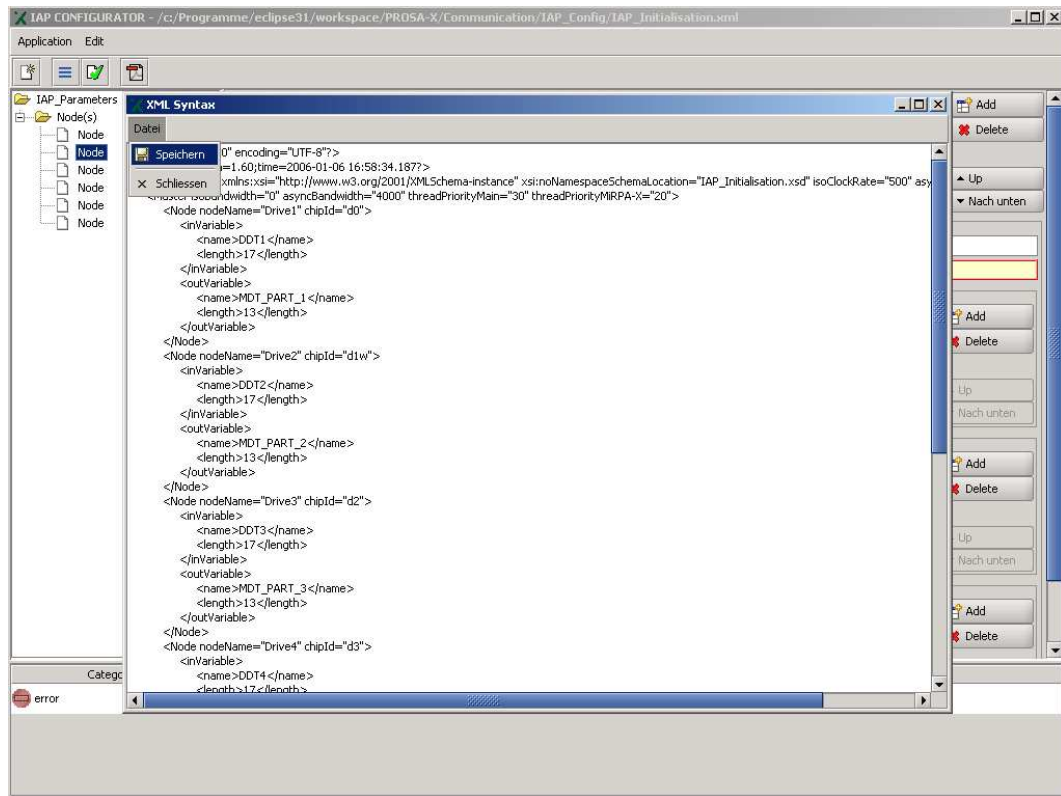 IAP CONFIGURATOR - /c:/Programme/eclipse31/workspace/PROSA-X/Communication/IAP_Config/IAP_Initialisation.xml
Application Edit
IAP_Parameters
Node(s)
Node
Node
Node
Node
Node
Node
XML Syntax
Datei
Speichern
Schliessen
0" encoding="UTF-8"?>
=1.60;time=2006-01-06 16:58:34.187?>
xmlns:xsi="http://www.w3.org/2001/XMLSchema-instance" xsi:noNamespaceSchemaLocation="IAP_Initialisation.xsd" isoClockRate="500" asy
<Master isoBandwidth="0" asyncBandwidth="4000" threadPriorityMain="30" threadPriorityMiRPA-X="20">
<Node nodeName="Drive1" chipId="d0">
<inVariable>
<name>DDT1</name>
<length>17</length>
</inVariable>
<outVariable>
<name>MDT_PART_1</name>
<length>13</length>
</outVariable>
</Node>
<Node nodeName="Drive2" chipId="d1w">
<inVariable>
<name>DDT2</name>
<length>17</length>
</inVariable>
<outVariable>
<name>MDT_PART_2</name>
<length>13</length>
</outVariable>
</Node>
<Node nodeName="Drive3" chipId="d2">
<inVariable>
<name>DDT3</name>
<length>17</length>
</inVariable>
<outVariable>
<name>MDT_PART_3</name>
<length>13</length>
</outVariable>
</Node>
<Node nodeName="Drive4" chipId="d3">
<inVariable>
<name>DDT4</name>
<length>17</length>
Add
Delete
Up
Nach unten
Add
Delete
Up
Nach unten
Add
Delete
Up
Nach unten
Add
Delete
Catego
error